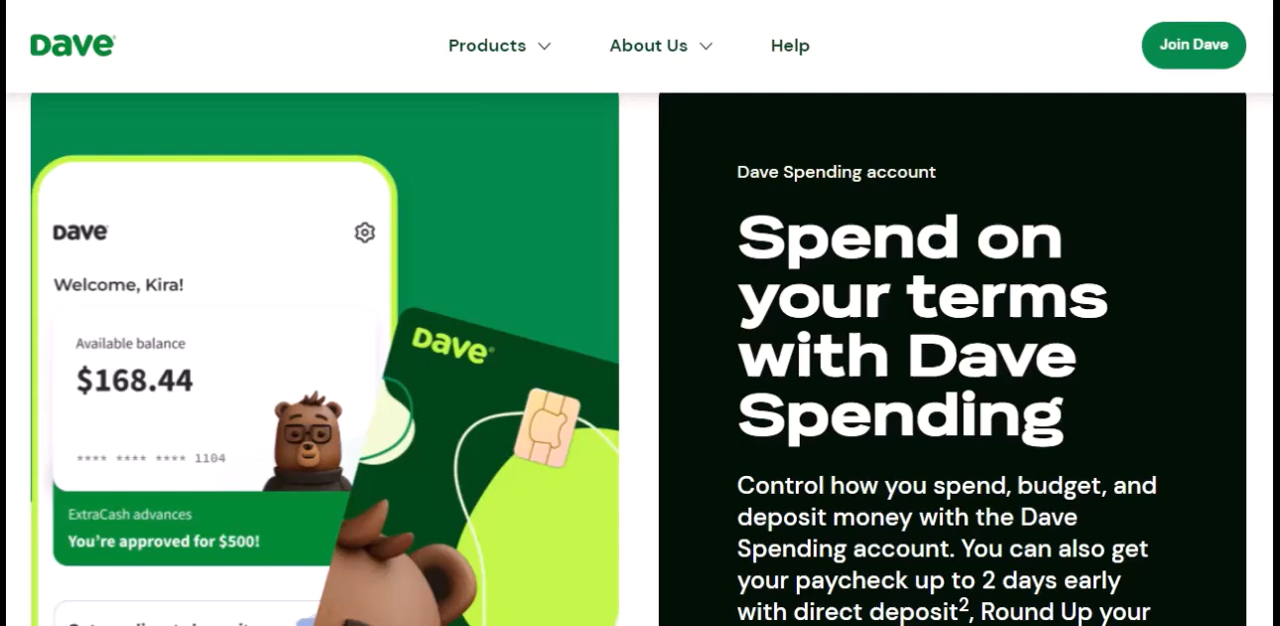 Dave
Products
About Us
Help
Join Dave
Dave
Welcome, Kira!
Available balance
$168.44
**** **** **** 1104
ExtraCash advances
You're approved for $500!
Dave
Dave Spending account
Spend on
your terms
with Dave
Spending
Control how you spend, budget, and
deposit money with the Dave
Spending account. You can also get
your paycheck up to 2 days early
with direct deposit², Round Up your